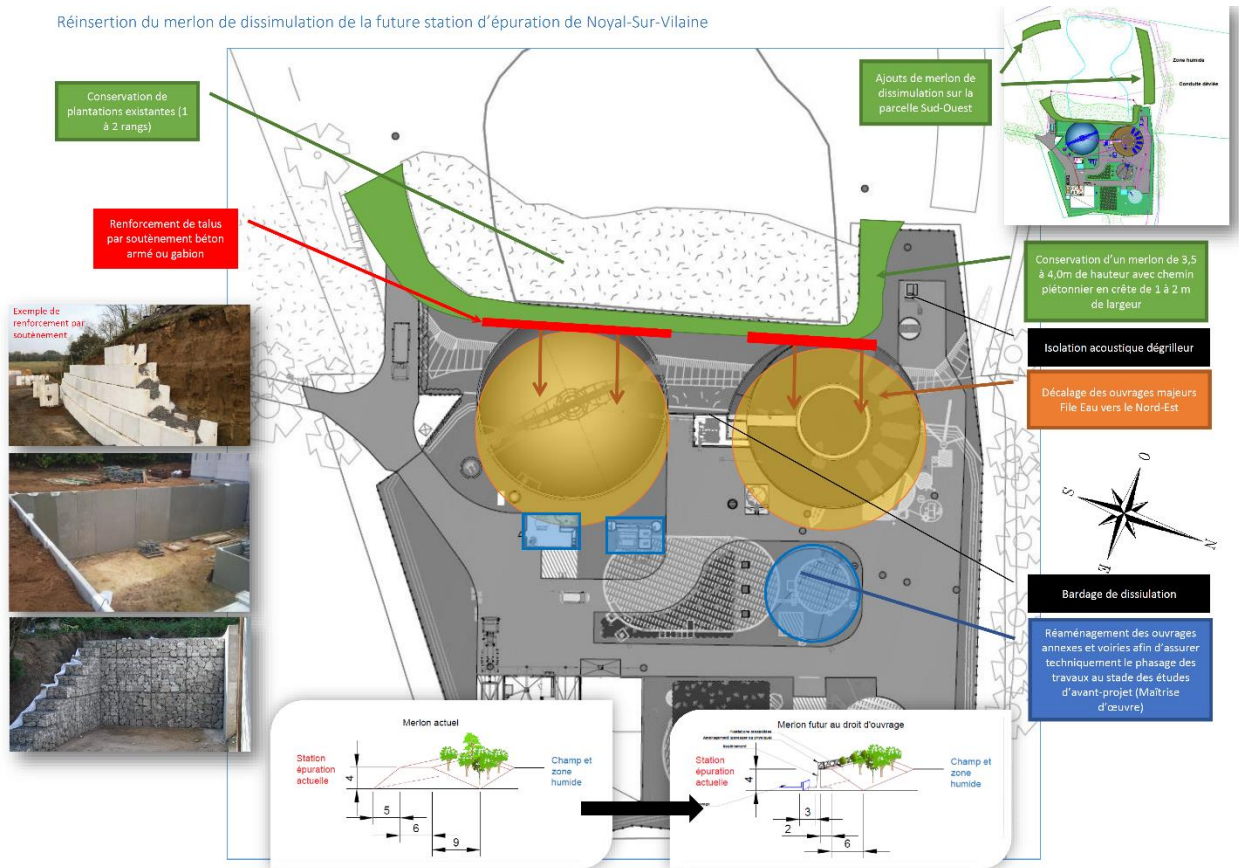 Réinsertion du merlon de dissimulation de la future station d'épuration de Noyal-Sur-Vilaine
Conservation de
plantations existantes (1
à 2 rangs)
Ajouts de merlon de
dissimulation sur la
parcelle Sud-Ouest
Zone humide
Conduite déviée
Renforcement de talus
par soutènement béton
armé ou gabion
Conservation d'un merlon de 3,5
à 4,0m de hauteur avec chemin
piétonnier en crête de 1 à 2 m
de largeur
Exemple de
renforcement par
soutènement
Isolation acoustique dégrilleur
Décalage des ouvrages majeurs
File Eau vers le Nord-Est
O
S
N
E
Bardage de dissiulation
Réaménagement des ouvrages
annexes et voiries afin d'assurer
techniquement le phasage des
travaux au stade des études
d'avant-projet (Maîtrise
d'œuvre)
Merlon actuel
Station
épuration
actuelle
Champ et
zone
humide
4
5
6
9
Merlon futur au droit d'ouvrage
Soutènement
Station
épuration
actuelle
Champ et
zone
humide
4
3
2
6